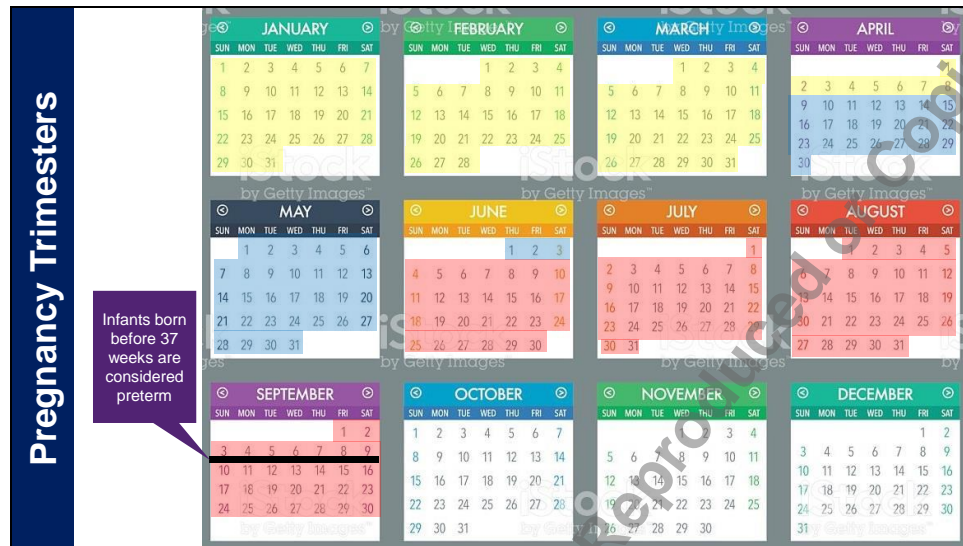 Pregnancy Trimesters
Infants born
before 37
weeks are
considered
preterm
JANUARY
SUN MON TUE WED THU FRI SAT
1 2 3 4 5 6 7
8 9 10 11 12 13 14
15 16 17 18 19 20 21
22 23 24 25 26 27 28
29 30 31
FEBRUARY
SUN MON TUE WED THU FRI SAT
1 2 3 4
5 6 7 8 9 10 11
12 13 14 15 16 17 18
19 20 21 22 23 24 25
26 27 28
MARCH
SUN MON TUE WED THU FRI SAT
1 2 3 4
5 6 7 8 9 10 11
12 13 14 15 16 17 18
19 20 21 22 23 24 25
26 27 28 29 30 31
APRIL
SUN MON TUE WED THU FRI SAT
1
2 3 4 5 6 7 8
9 10 11 12 13 14 15
16 17 18 19 20 21 22
23 24 25 26 27 28 29
30
MAY
SUN MON TUE WED THU FRI SAT
1 2 3 4 5 6
7 8 9 10 11 12 13
14 15 16 17 18 19 20
21 22 23 24 25 26 27
28 29 30 31
JUNE
SUN MON TUE WED THU FRI SAT
1 2 3
4 5 6 7 8 9 10
11 12 13 14 15 16 17
18 19 20 21 22 23 24
25 26 27 28 29 30
JULY
SUN MON TUE WED THU FRI SAT
1
2 3 4 5 6 7 8
9 10 11 12 13 14 15
16 17 18 19 20 21 22
23 24 25 26 27 28 29
30 31
AUGUST
SUN MON TUE WED THU FRI SAT
1 2 3 4 5
6 7 8 9 10 11 12
13 14 15 16 17 18 19
21 22 23 24 25 26
27 28 29 30 31
SEPTEMBER
SUN MON TUE WED THU FRI SAT
1 2
3 4 5 6 7 8 9
10 11 12 13 14 15 16
17 18 19 20 21 22 23
24 25 26 27 28 29 30
OCTOBER
SUN MON TUE WED THU FRI SAT
1 2 3 4 5 6 7
8 9 10 11 12 13 14
15 16 17 18 19 20 21
22 23 24 25 26 27 28
29 30 31
NOVEMBER
SUN MON TUE WED THU FRI SAT
1 2 3 4
5 6 7 8 9 10 11
12 13 14 15 16 17 18
19 20 21 22 23 24 25
26 27 28 29 30
DECEMBER
SUN MON TUE WED THU FRI SAT
1 2
3 4 5 6 7 8 9
10 11 12 13 14 15 16
17 18 19 20 21 22 23
24 25 26 27 28 29 30
31
iStock
by Getty Images™
Reproduced or Copi